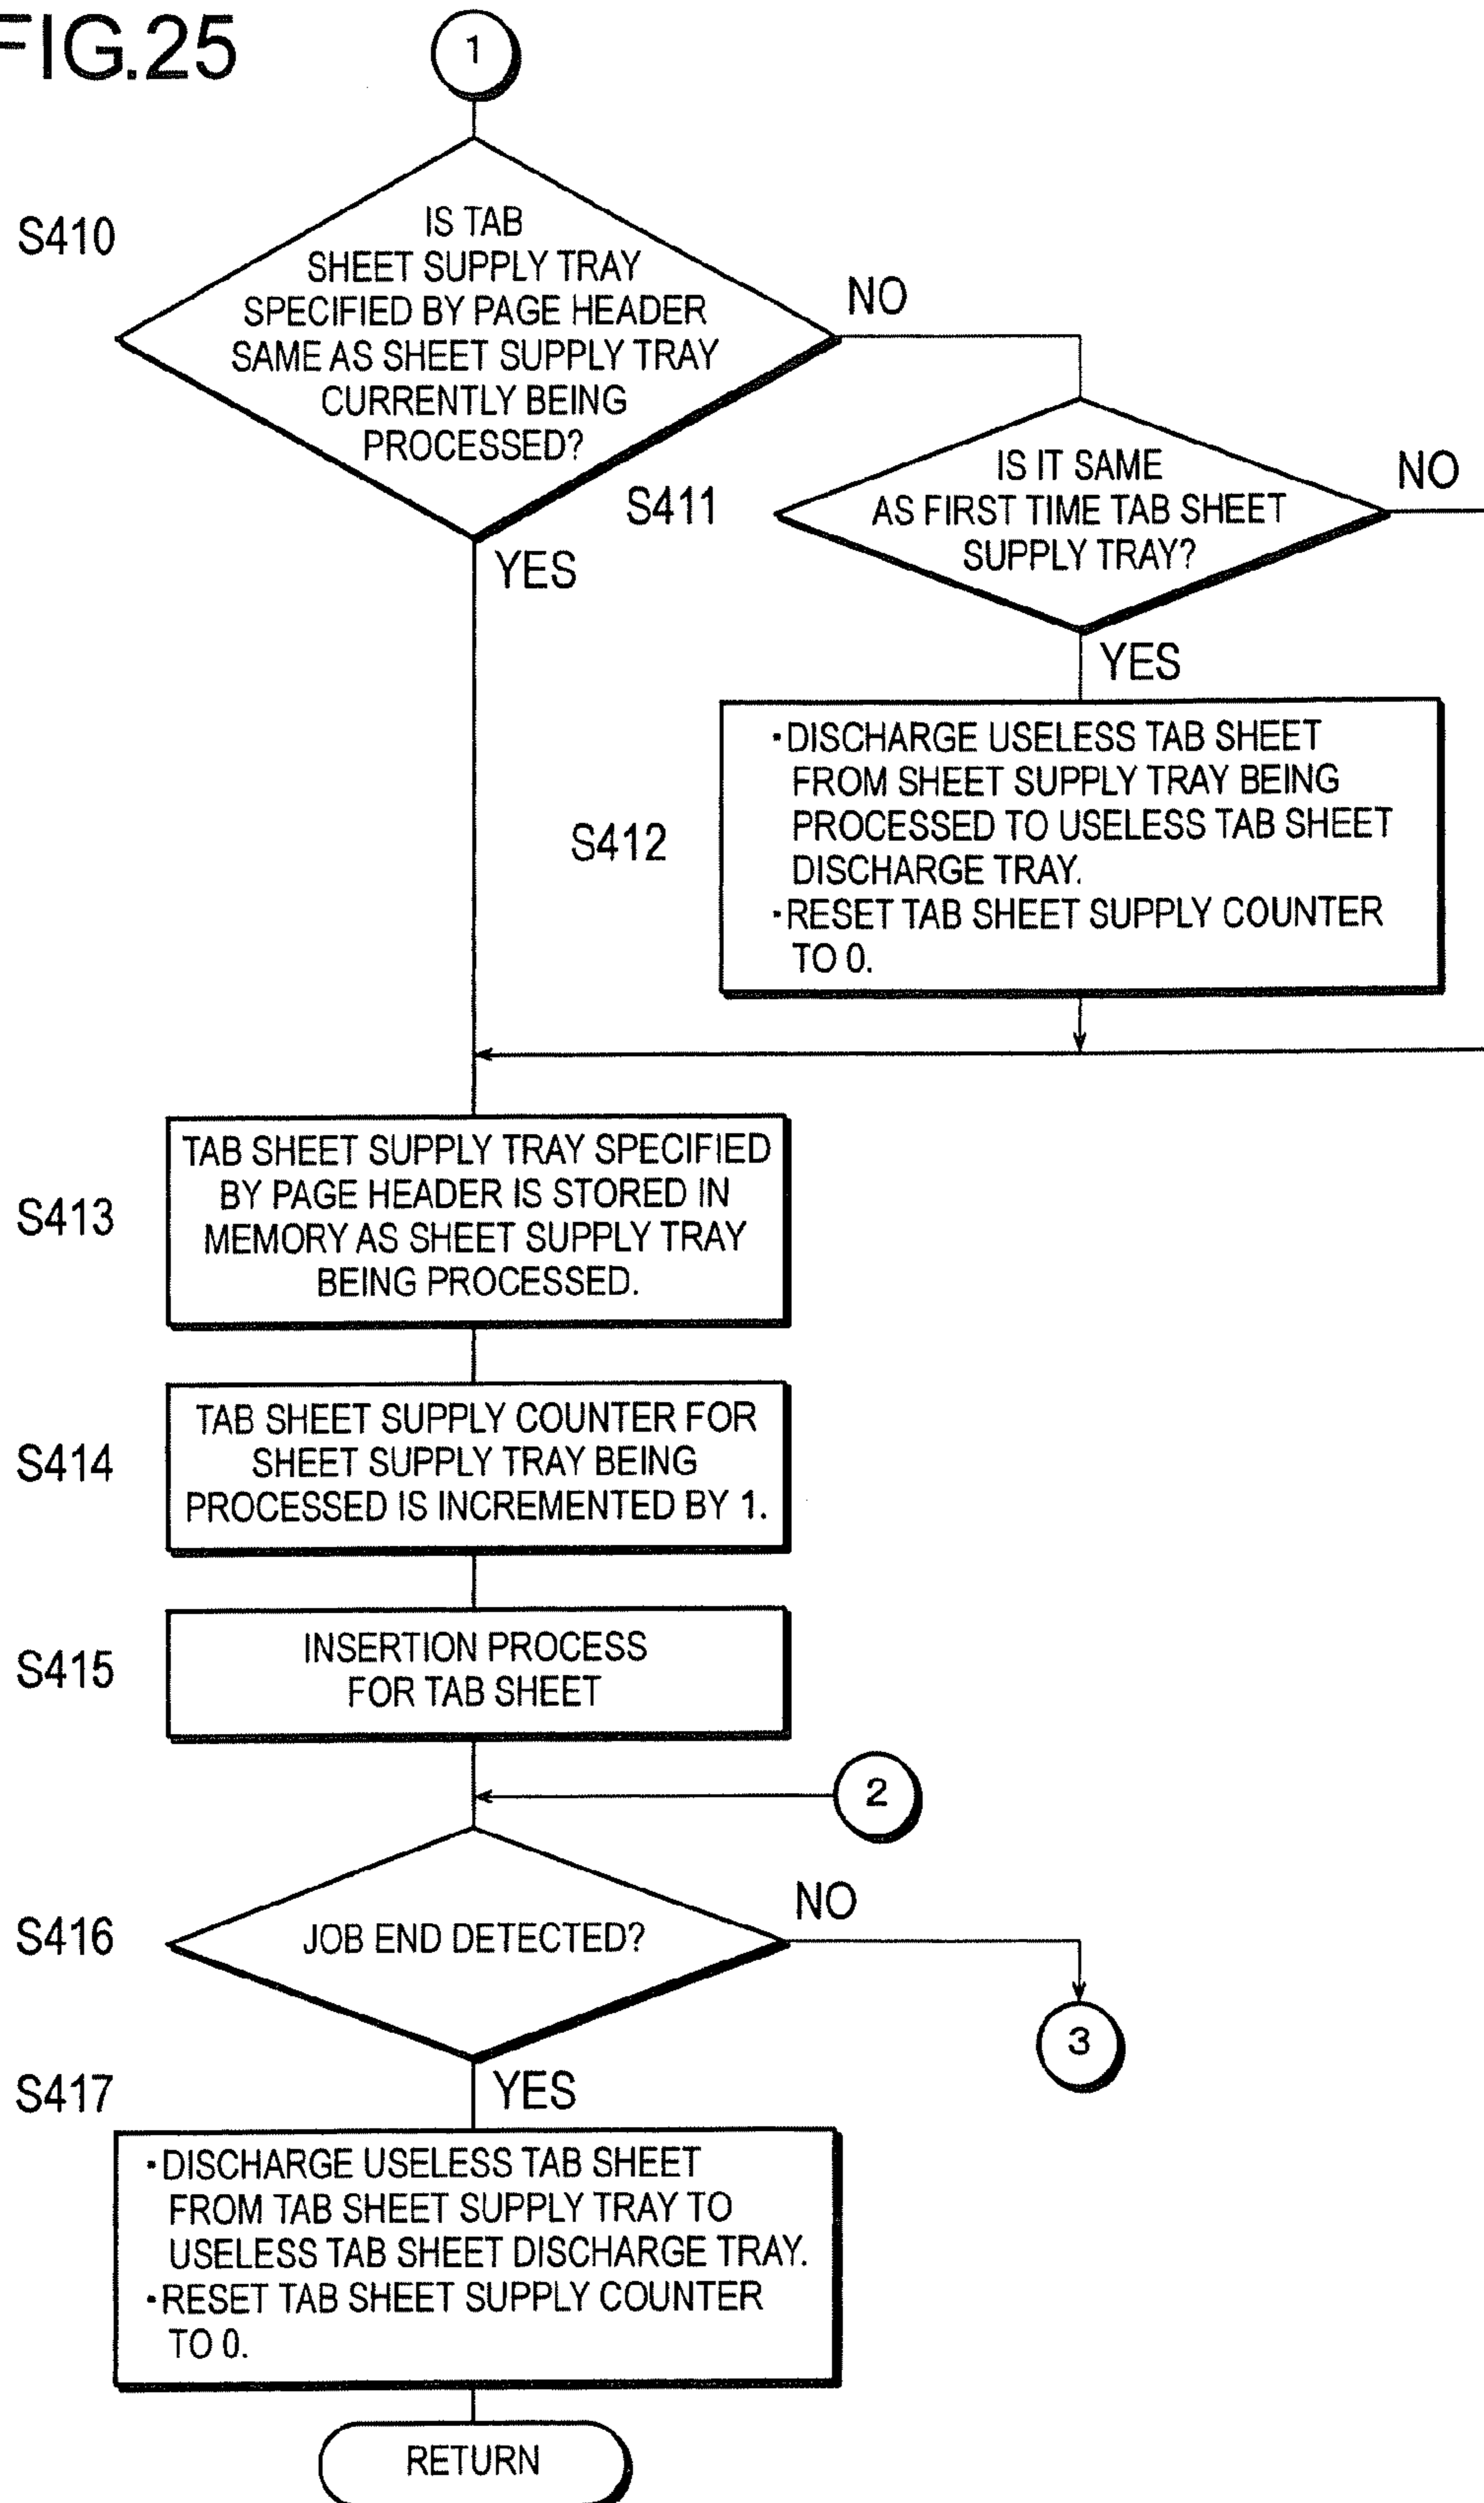 FIG.25
1
S410
IS TAB
SHEET SUPPLY TRAY
SPECIFIED BY PAGE HEADER
SAME AS SHEET SUPPLY TRAY
CURRENTLY BEING
PROCESSED?
NO
YES
S411
IS IT SAME
AS FIRST TIME TAB SHEET
SUPPLY TRAY?
NO
YES
S412
・DISCHARGE USELESS TAB SHEET
FROM SHEET SUPPLY TRAY BEING
PROCESSED TO USELESS TAB SHEET
DISCHARGE TRAY.
・RESET TAB SHEET SUPPLY COUNTER
TO 0.
S413
TAB SHEET SUPPLY TRAY SPECIFIED
BY PAGE HEADER IS STORED IN
MEMORY AS SHEET SUPPLY TRAY
BEING PROCESSED.
S414
TAB SHEET SUPPLY COUNTER FOR
SHEET SUPPLY TRAY BEING
PROCESSED IS INCREMENTED BY 1.
S415
INSERTION PROCESS
FOR TAB SHEET
2
S416
JOB END DETECTED?
NO
3
YES
S417
・DISCHARGE USELESS TAB SHEET
FROM TAB SHEET SUPPLY TRAY TO
USELESS TAB SHEET DISCHARGE TRAY.
・RESET TAB SHEET SUPPLY COUNTER
TO 0.
RETURN